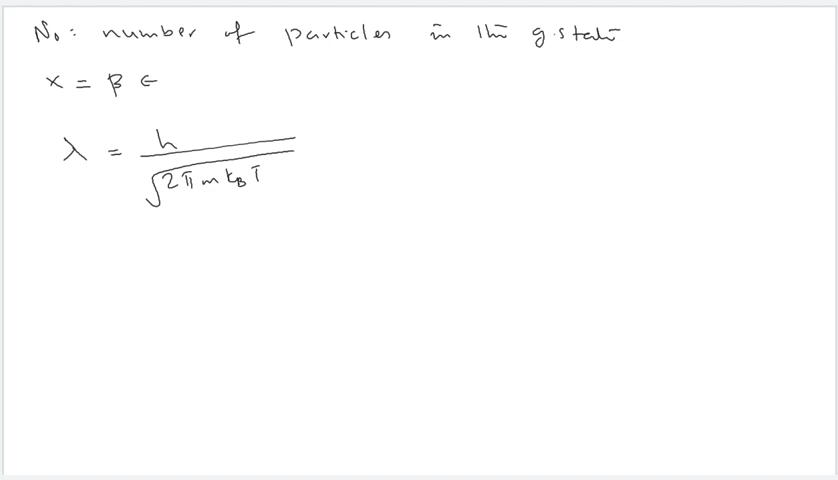 N₀: number of particles in the g.state
x = β ϵ
λ = h / √(2π m k_B T)